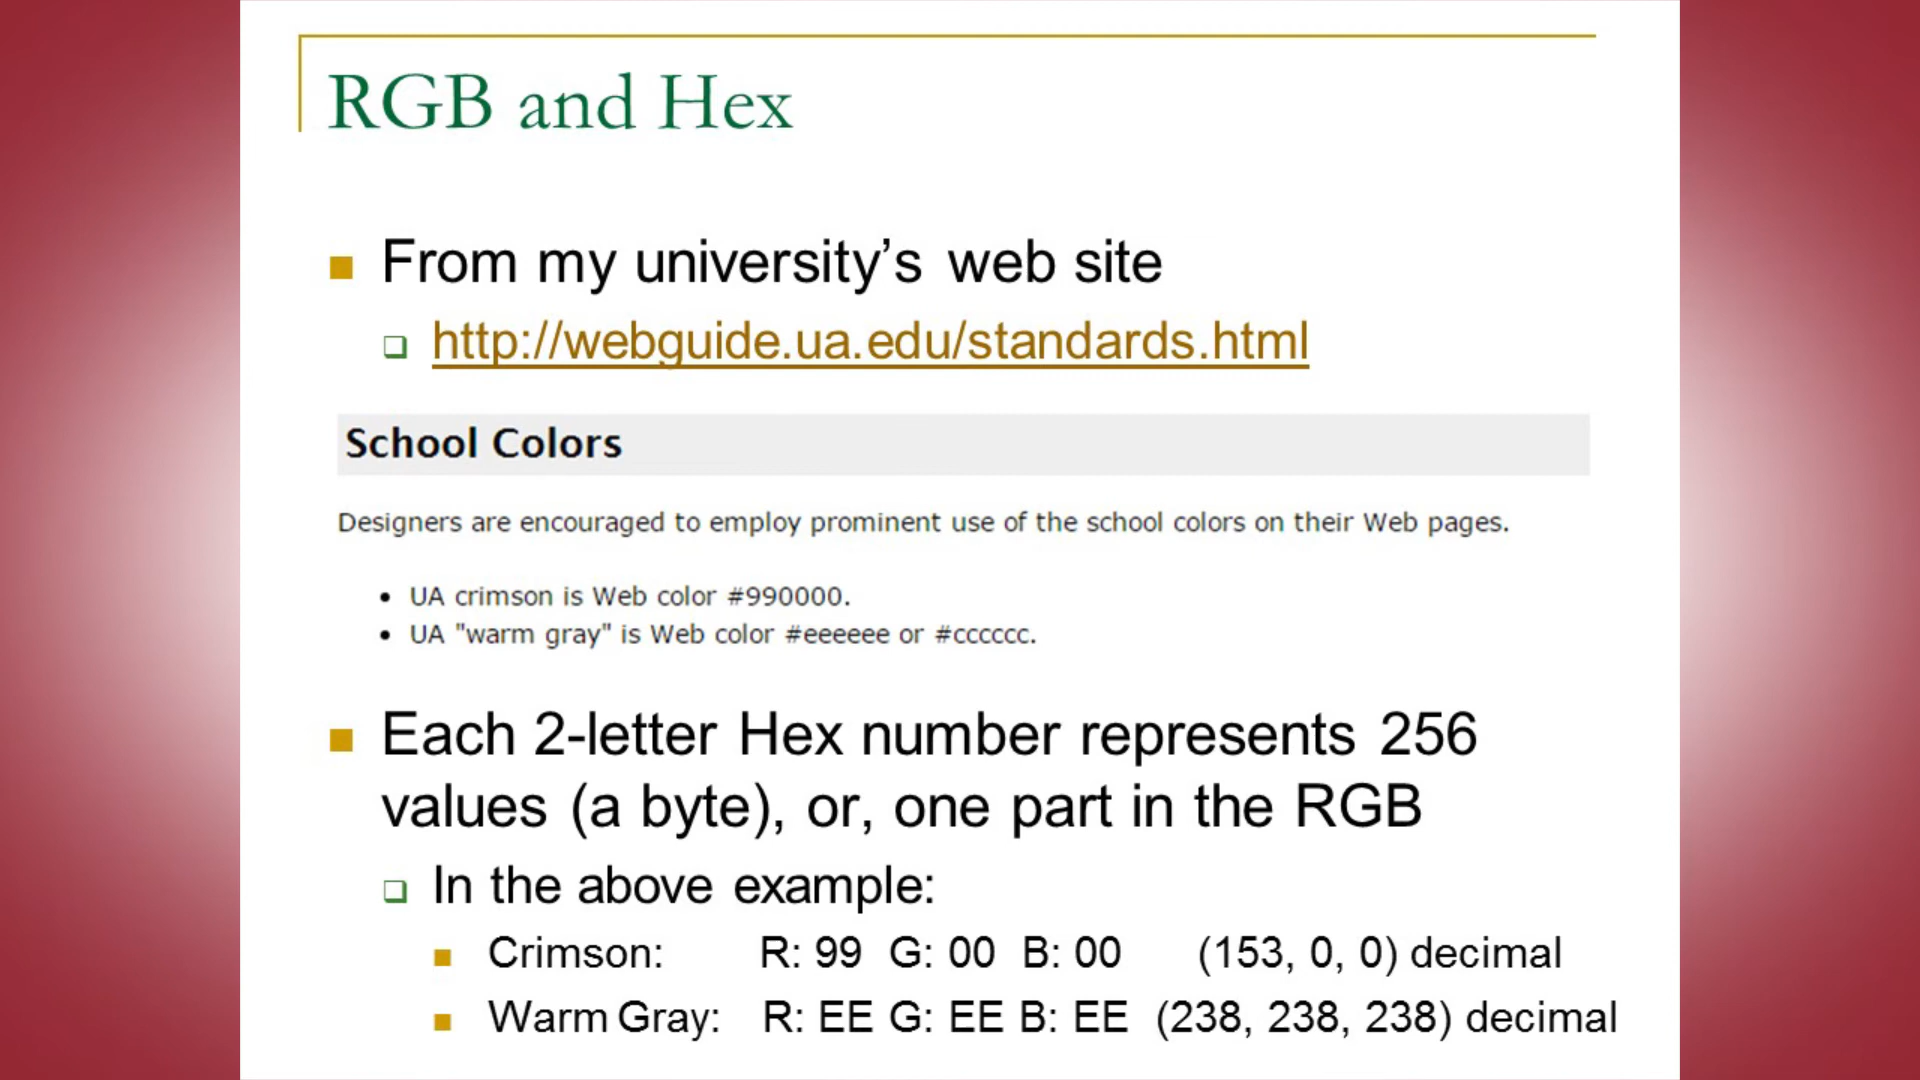 RGB and Hex
From my university’s web site
http://webguide.ua.edu/standards.html
School Colors
Designers are encouraged to employ prominent use of the school colors on their Web pages.
• UA crimson is Web color #990000.
• UA "warm gray" is Web color #eeeeee or #cccccc.
Each 2-letter Hex number represents 256
values (a byte), or, one part in the RGB
In the above example:
Crimson: R: 99 G: 00 B: 00 (153, 0, 0) decimal
Warm Gray: R: EE G: EE B: EE (238, 238, 238) decimal